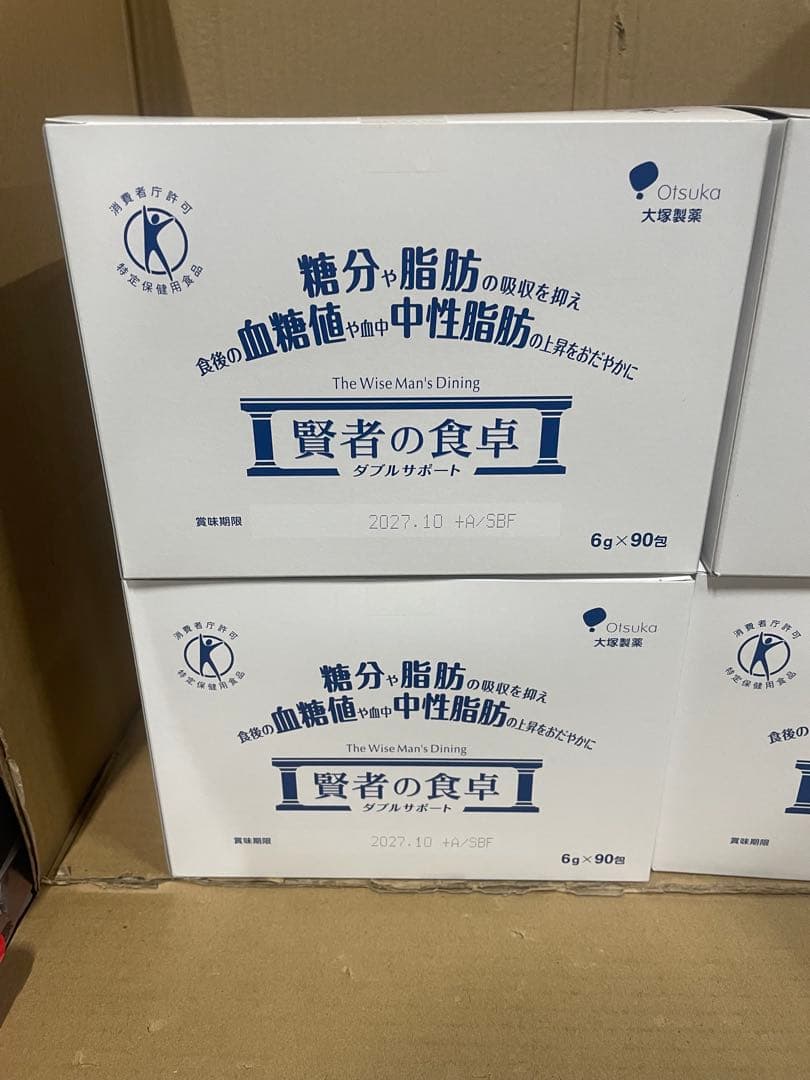 消費者庁許可
特定保健用食品
Otsuka
大塚製薬
糖分や脂肪の吸収を抑え
食後の血糖値や血中中性脂肪の上昇をおだやかに
The Wise Man's Dining
賢者の食卓
ダブルサポート
賞味期限
2027.10 +A/SBF
6g×90包
消費者庁許可
特定保健用食品
Otsuka
大塚製薬
糖分や脂肪の吸収を抑え
食後の血糖値や血中中性脂肪の上昇をおだやかに
The Wise Man's Dining
賢者の食卓
ダブルサポート
賞味期限
2027.10 +A/SBF
6g×90包
消費者庁許可
特定保健用食品
食後の
賞味期限